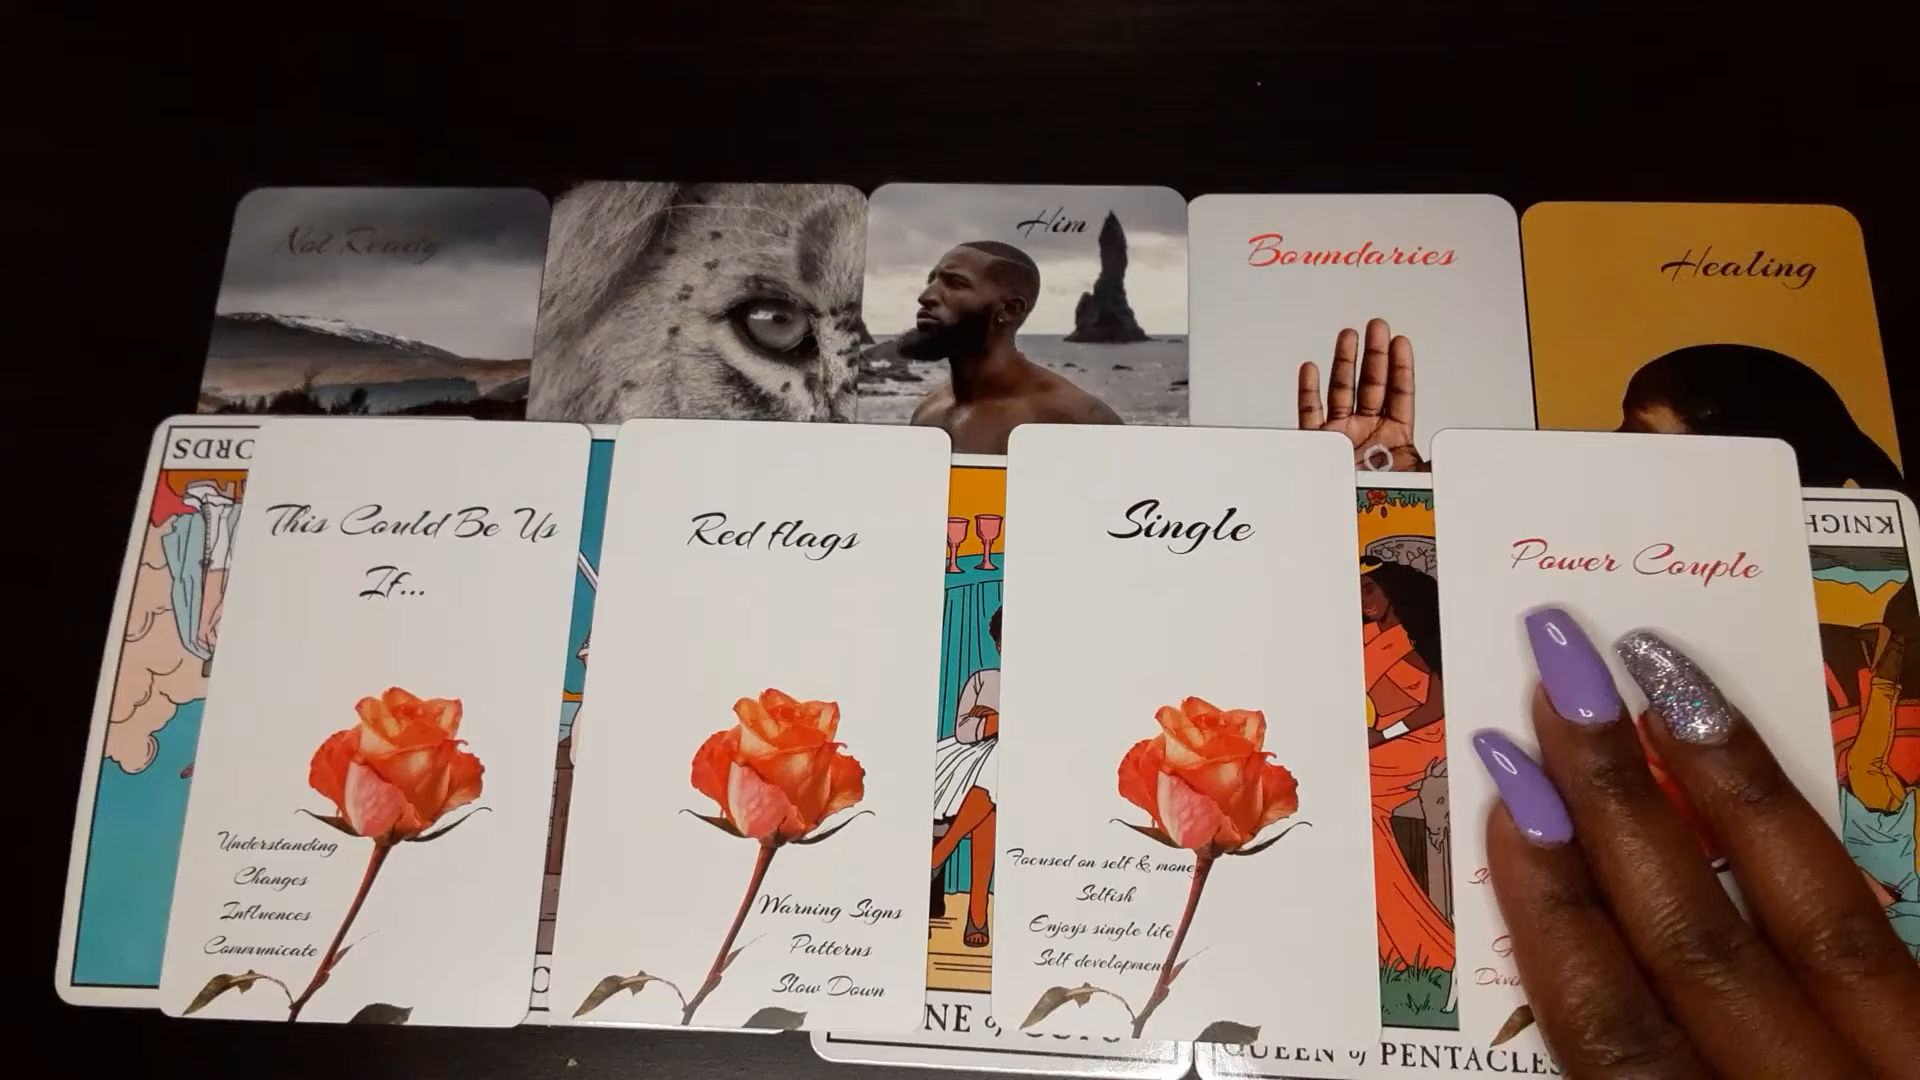 Not Ready
Him
Boundaries
Healing
This Could Be Us
If...
Red flags
Single
Power Couple
Understanding
Changes
Influences
Communicate
Warning Signs
Patterns
Slow Down
Focused on self & money
Selfish
Enjoys single life
Self development
QUEEN of PENTACLES